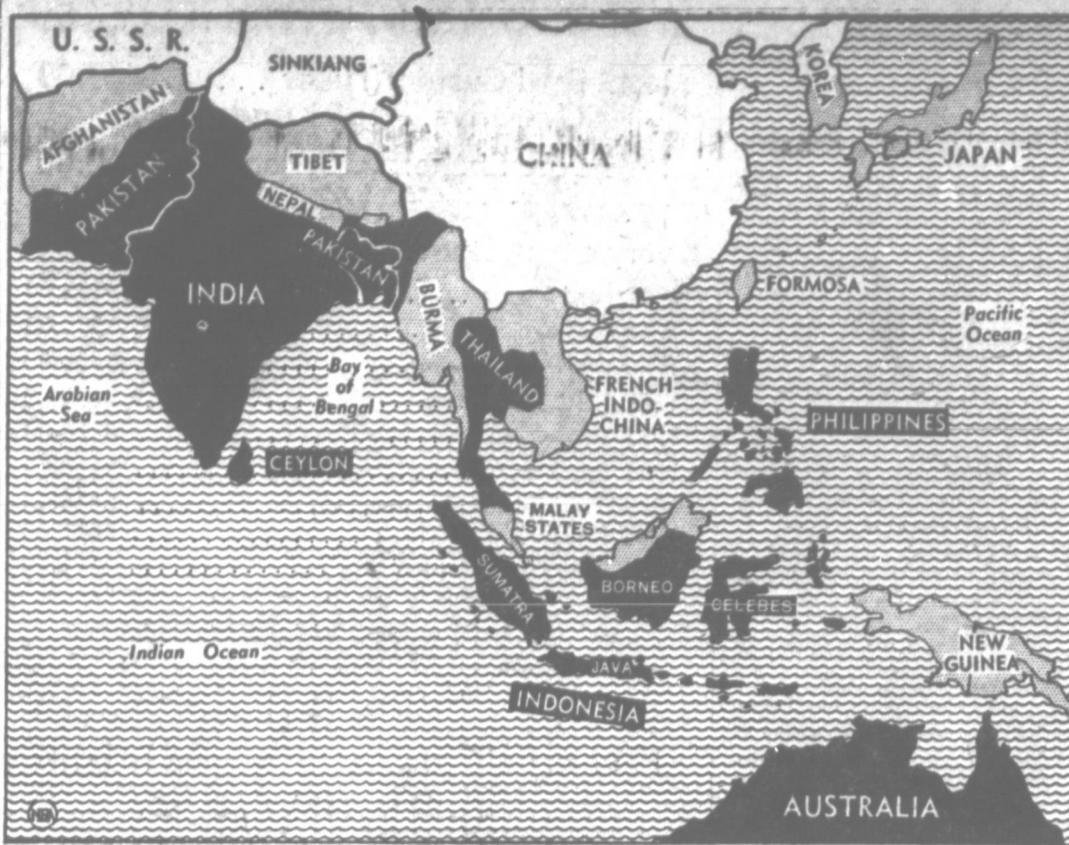 U. S. S. R.
SINKIANG
KOREA
AFGHANISTAN
CHINA
JAPAN
TIBET
PAKISTAN
NEPAL
PAKISTAN
INDIA
FORMOSA
BURMA
Pacific
Ocean
THAILAND
Arabian
Sea
Bay
of
Bengal
FRENCH
INDO-
CHINA
PHILIPPINES
CEYLON
MALAY
STATES
SUMATRA
BORNEO
CELEBES
Indian Ocean
NEW
GUINEA
JAVA
INDONESIA
AUSTRALIA